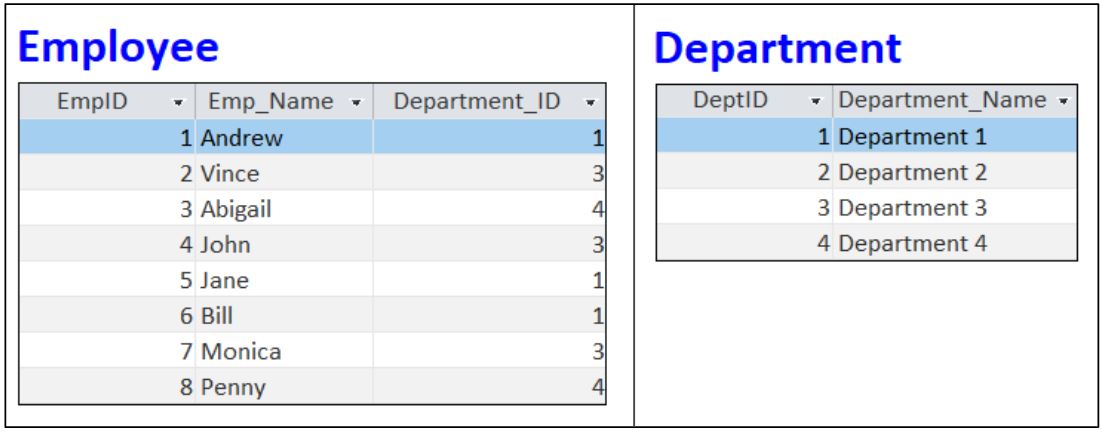 Employee
EmpID Emp_Name Department_ID
1 Andrew 1
2 Vince 3
3 Abigail 4
4 John 3
5 Jane 1
6 Bill 1
7 Monica 3
8 Penny 4
Department
DeptID Department_Name
1 Department 1
2 Department 2
3 Department 3
4 Department 4